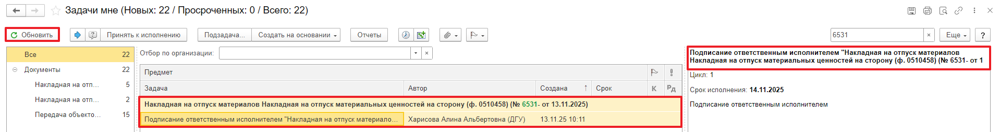 Задачи мне (Новых: 22 / Просроченных: 0 / Всего: 22)
Обновить Принять к исполнению Подзадача... Создать на основании Отчеты 6531 × Еще ?
Все 22
Документы 22
Накладная на отп... 5
Накладная на отп... 2
Передача объекто... 15
Отбор по организации: ×
Предмет
Задача Автор Создана ↑ Срок К Рд
Накладная на отпуск материалов Накладная на отпуск материальных ценностей на сторону (ф. 0510458) (№ 6531- от 13.11.2025)
Подписание ответственным исполнителем "Накладная на отпуск материало... Харисова Алина Альбертовна (ДГУ) 13.11.25 10:11
Подписание ответственным исполнителем "Накладная на отпуск материалов
Накладная на отпуск материальных ценностей на сторону (ф. 0510458) (№ 6531- от 1
Цикл: 1
Срок исполнения: 14.11.2025
Подписание ответственным исполнителем